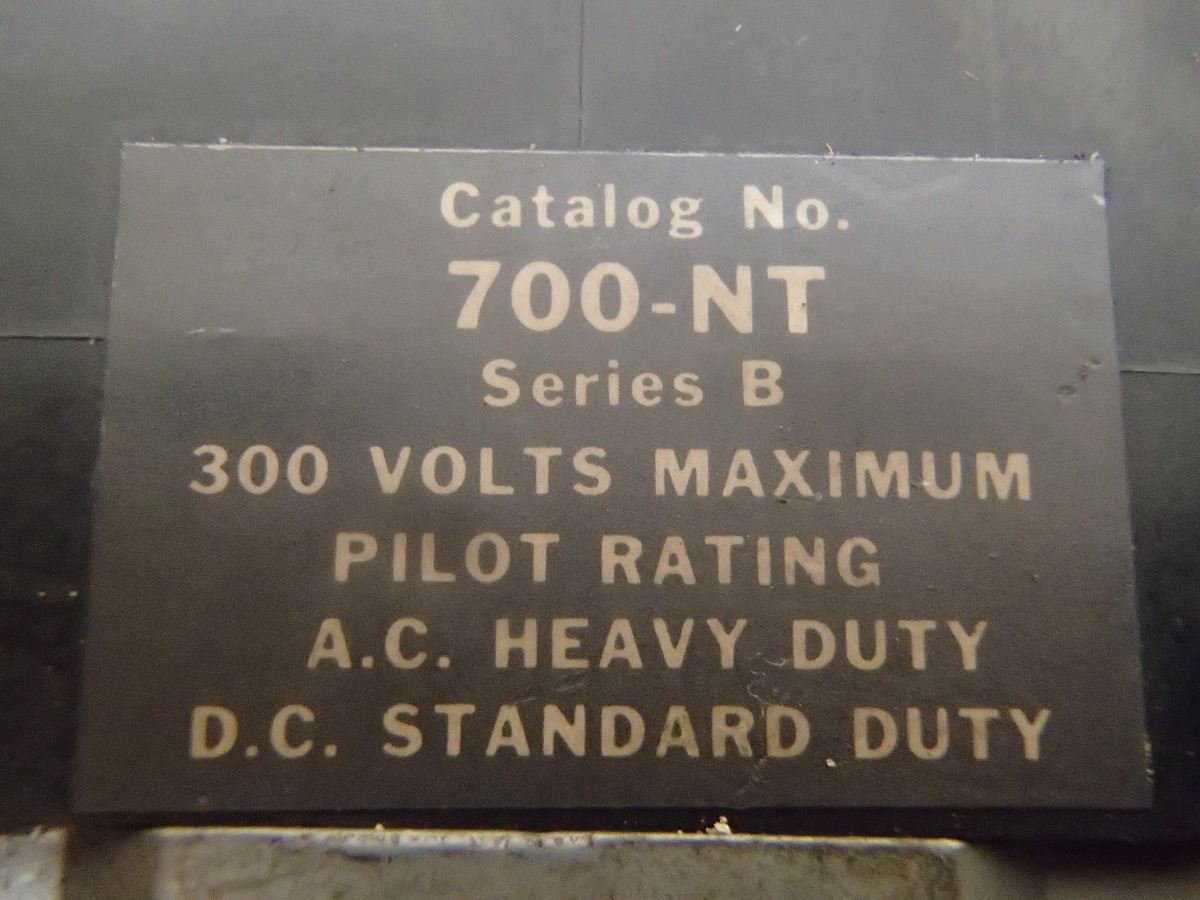 Catalog No.
700-NT
Series B
300 VOLTS MAXIMUM
PILOT RATING
A.C. HEAVY DUTY
D.C. STANDARD DUTY